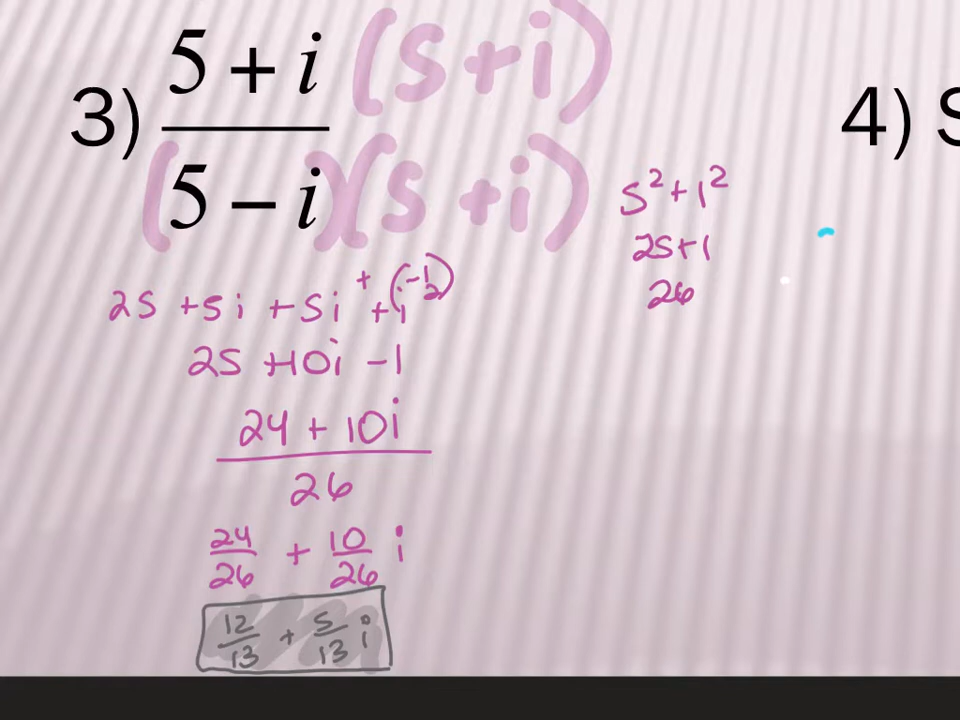 3) 5 + i (5 + i)
(5 − i)(5 + i)
5² + 1²
25 + 1
26
25 + 5i + 5i + + i² (-1)
25 + 10i − 1
24 + 10i
26
24/26 + 10/26 i
12/13 + 5/13 i
4)